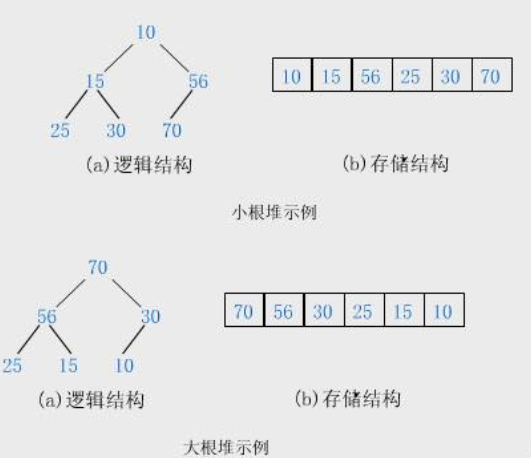 10
15 56
25 30 70
10 15 56 25 30 70
(a)逻辑结构
(b)存储结构
小根堆示例
70
56 30
25 15 10
70 56 30 25 15 10
(a)逻辑结构
(b)存储结构
大根堆示例